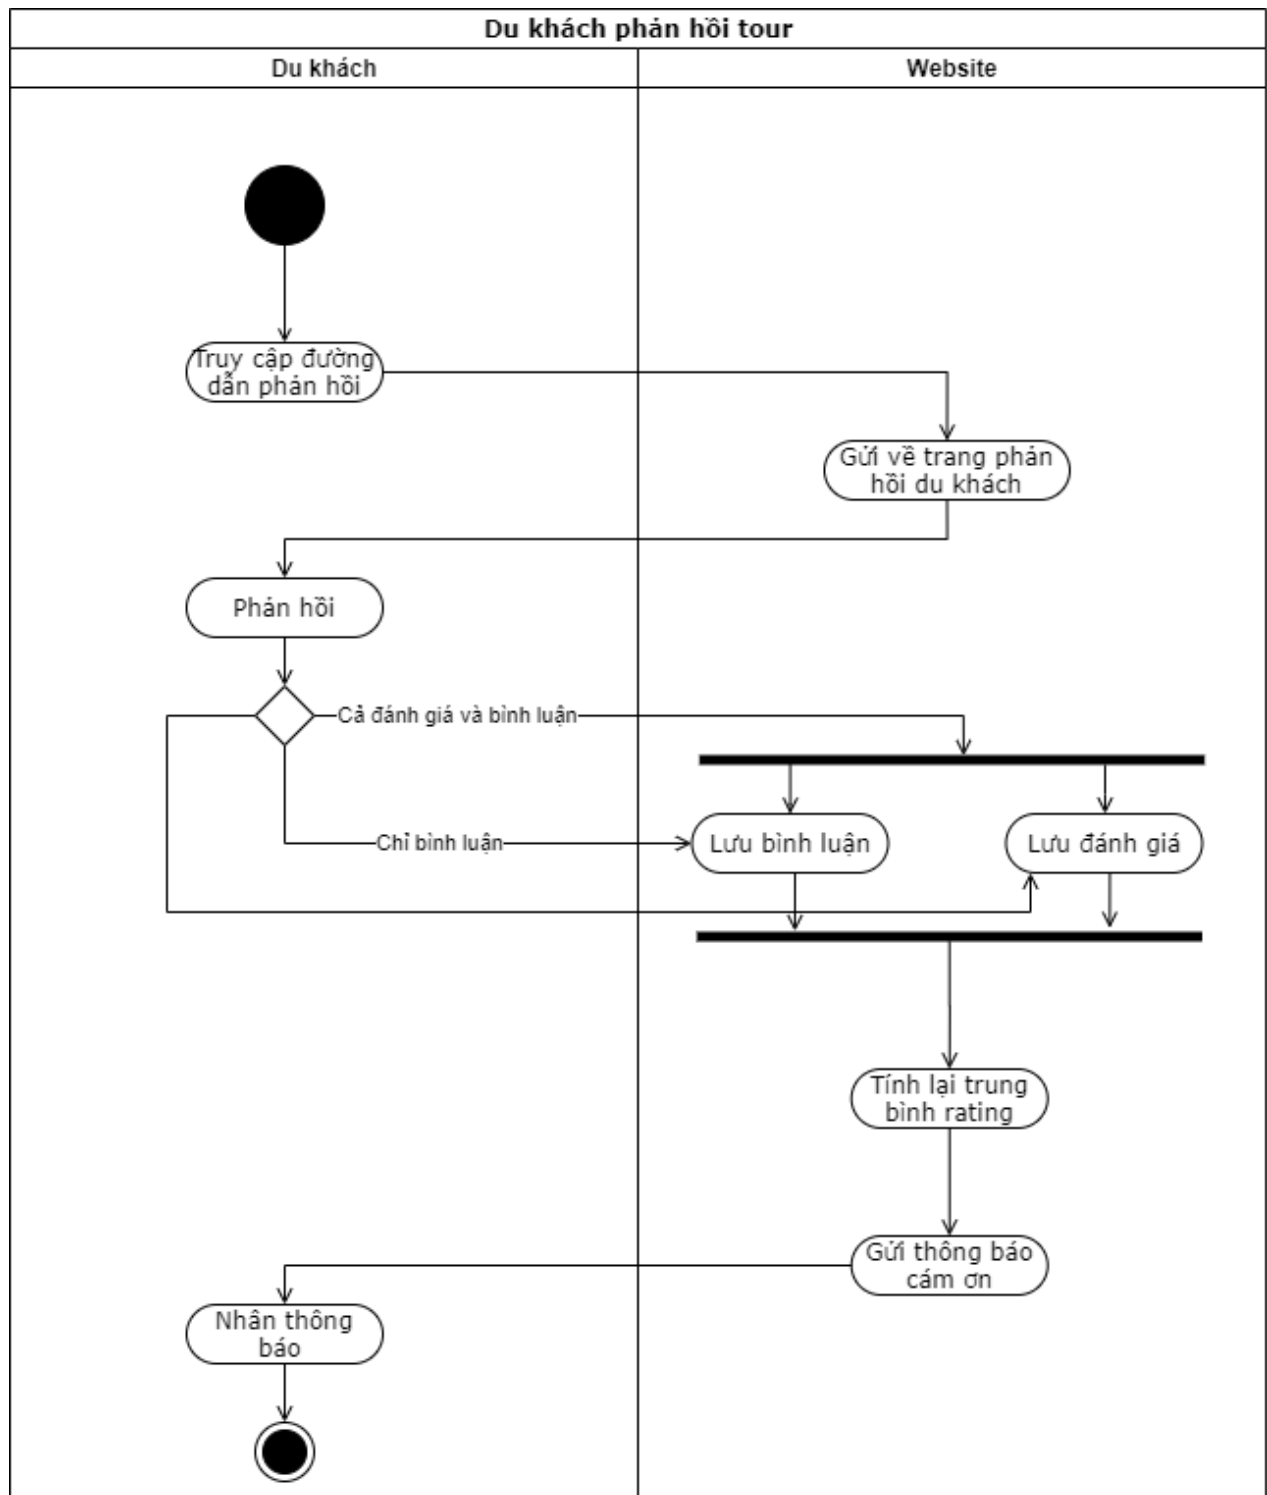 Du khách phản hồi tour
Du khách
Website
Truy cập đường
dẫn phản hồi
Gửi về trang phản
hồi du khách
Phản hồi
Cả đánh giá và bình luận
Chỉ bình luận
Lưu bình luận
Lưu đánh giá
Tính lại trung
bình rating
Gửi thông báo
cám ơn
Nhân thông
báo